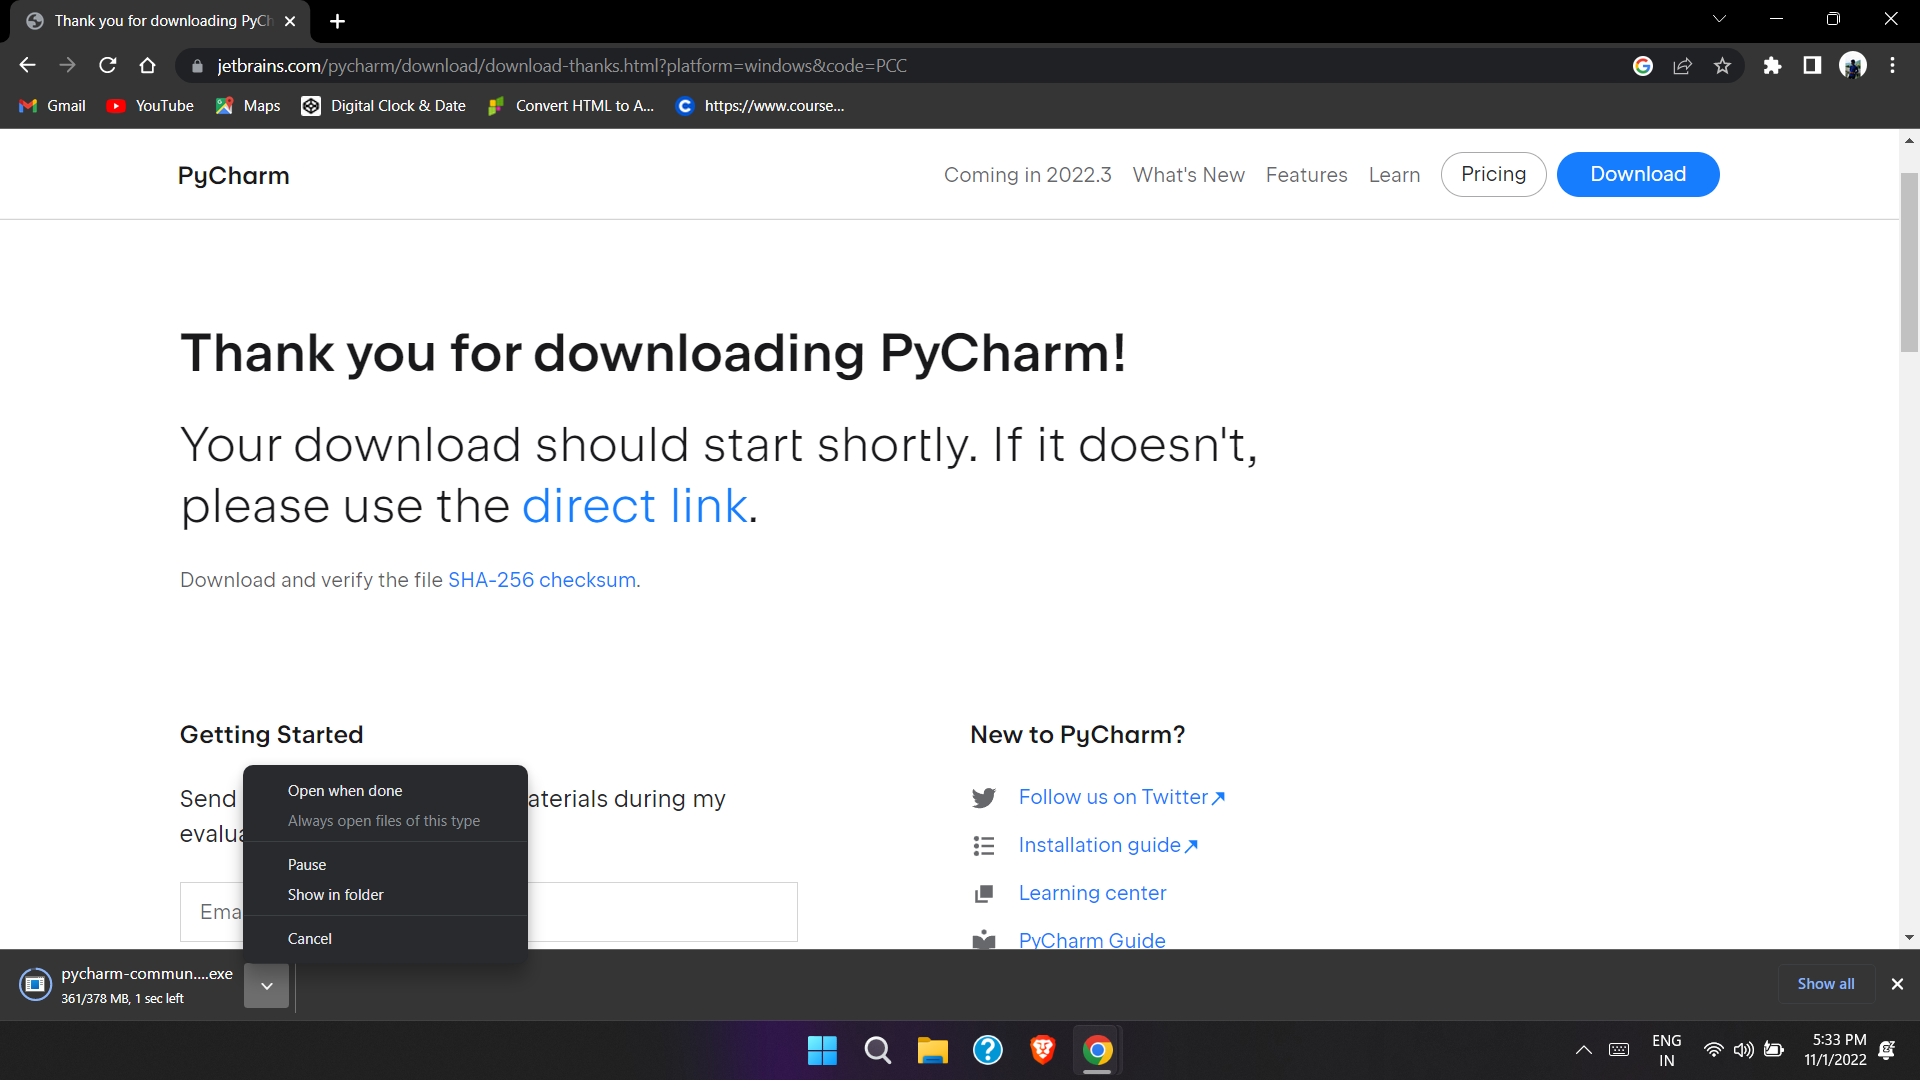 Thank you for downloading PyCh
jetbrains.com/pycharm/download/download-thanks.html?platform=windows&code=PCC
Gmail
YouTube
Maps
Digital Clock & Date
Convert HTML to A...
https://www.course...
PyCharm
Coming in 2022.3
What's New
Features
Learn
Pricing
Download
Thank you for downloading PyCharm!
Your download should start shortly. If it doesn't,
please use the direct link.
Download and verify the file SHA-256 checksum.
Getting Started
Send
aterials during my
evalua
Ema
Open when done
Always open files of this type
Pause
Show in folder
Cancel
New to PyCharm?
Follow us on Twitter
Installation guide
Learning center
PyCharm Guide
pycharm-commun....exe
361/378 MB, 1 sec left
Show all
ENG
IN
5:33 PM
11/1/2022